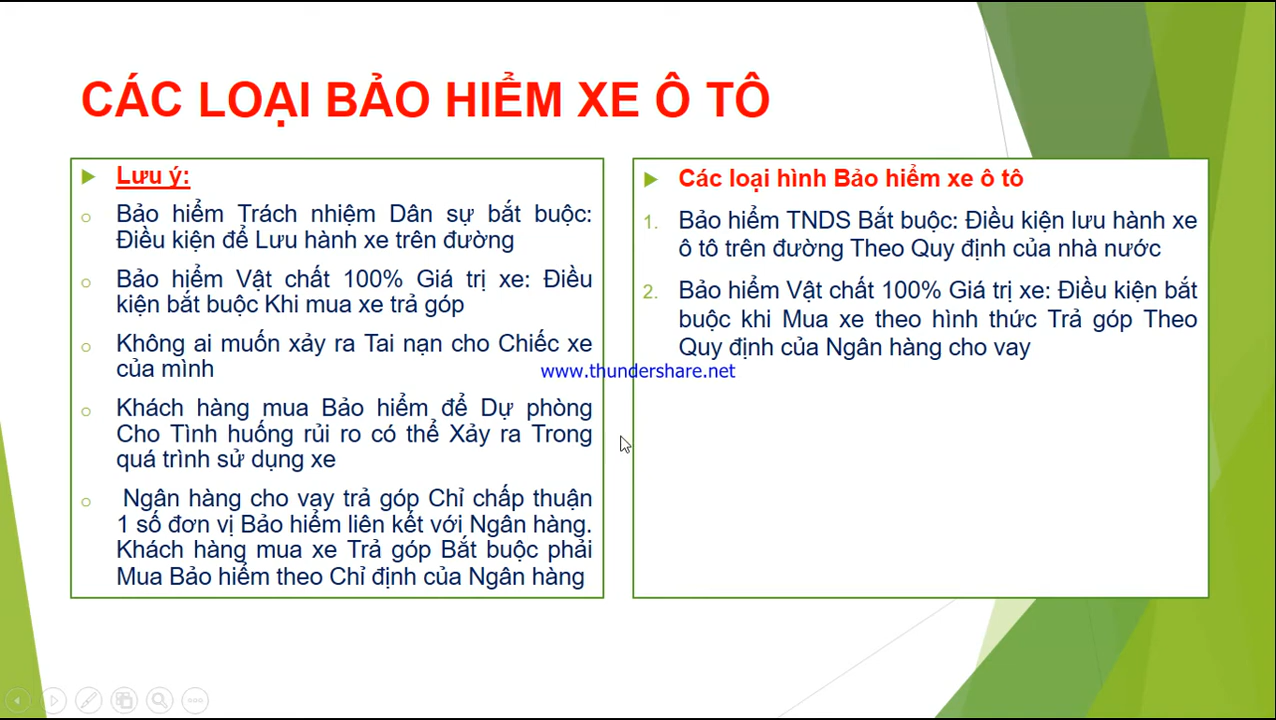 CÁC LOẠI BẢO HIỂM XE Ô TÔ
Lưu ý:
Bảo hiểm Trách nhiệm Dân sự bắt buộc:
Điều kiện để Lưu hành xe trên đường
Bảo hiểm Vật chất 100% Giá trị xe: Điều
kiện bắt buộc Khi mua xe trả góp
Không ai muốn xảy ra Tai nạn cho Chiếc xe
của mình
Khách hàng mua Bảo hiểm để Dự phòng
Cho Tình huống rủi ro có thể Xảy ra Trong
quá trình sử dụng xe
Ngân hàng cho vay trả góp Chỉ chấp thuận
1 số đơn vị Bảo hiểm liên kết với Ngân hàng.
Khách hàng mua xe Trả góp Bắt buộc phải
Mua Bảo hiểm theo Chỉ định của Ngân hàng
Các loại hình Bảo hiểm xe ô tô
1. Bảo hiểm TNDS Bắt buộc: Điều kiện lưu hành xe
ô tô trên đường Theo Quy định của nhà nước
2. Bảo hiểm Vật chất 100% Giá trị xe: Điều kiện bắt
buộc khi Mua xe theo hình thức Trả góp Theo
Quy định của Ngân hàng cho vay
www.thundershare.net